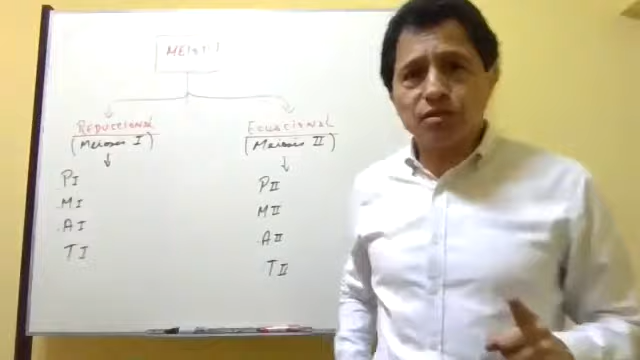 MEIOSIS
REDUCCIONAL
(Meiosis I)
PI
MI
AI
TI
ECUACIONAL
(Meiosis II)
PII
MII
AII
TII